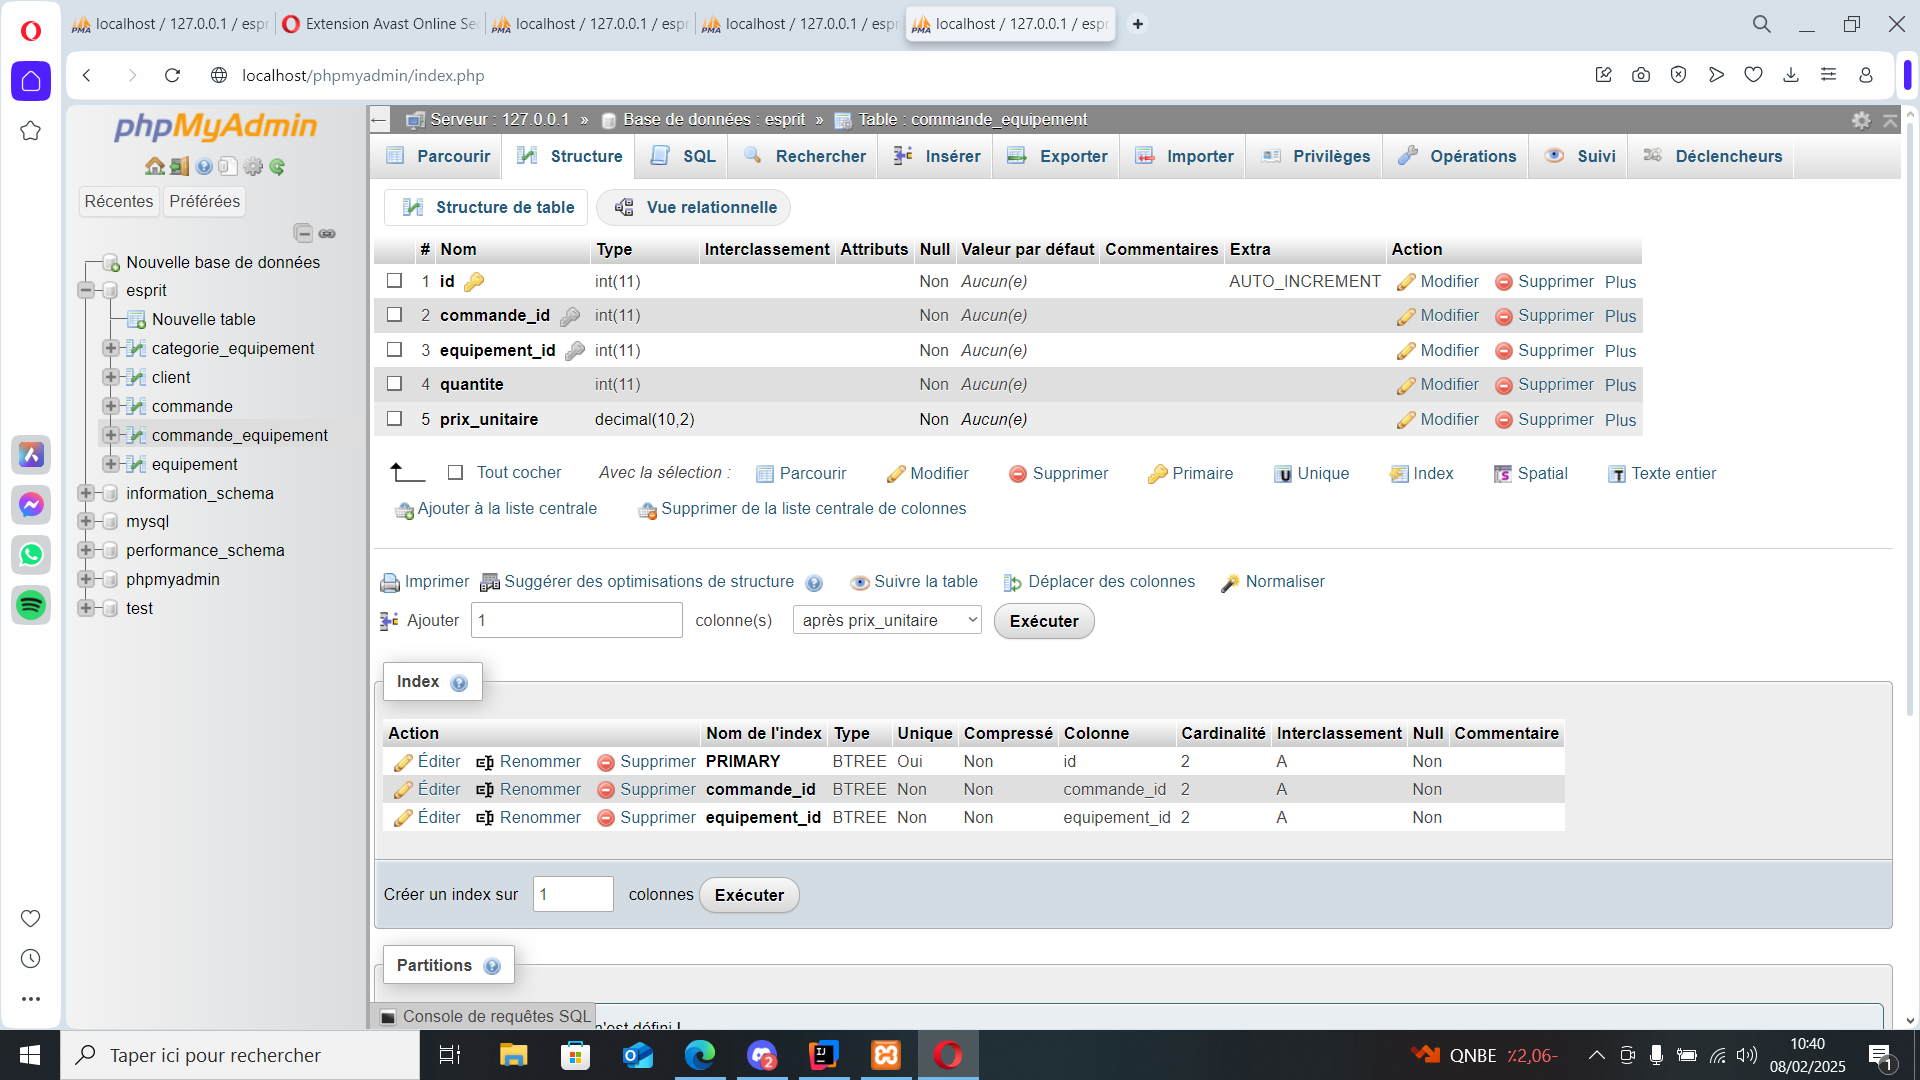 localhost / 127.0.0.1 / espr
Extension Avast Online Se
localhost / 127.0.0.1 / espr
localhost / 127.0.0.1 / espr
localhost / 127.0.0.1 / espr
localhost/phpmyadmin/index.php
phpMyAdmin
Récentes Préférées
Nouvelle base de données
esprit
Nouvelle table
categorie_equipement
client
commande
commande_equipement
equipement
information_schema
mysql
performance_schema
phpmyadmin
test
Serveur : 127.0.0.1 » Base de données : esprit » Table : commande_equipement
Parcourir Structure SQL Rechercher Insérer Exporter Importer Privilèges Opérations Suivi Déclencheurs
Structure de table Vue relationnelle
# Nom Type Interclassement Attributs Null Valeur par défaut Commentaires Extra Action
1 id int(11) Non Aucun(e) AUTO_INCREMENT Modifier Supprimer Plus
2 commande_id int(11) Non Aucun(e) Modifier Supprimer Plus
3 equipement_id int(11) Non Aucun(e) Modifier Supprimer Plus
4 quantite int(11) Non Aucun(e) Modifier Supprimer Plus
5 prix_unitaire decimal(10,2) Non Aucun(e) Modifier Supprimer Plus
Tout cocher Avec la sélection : Parcourir Modifier Supprimer Primaire Unique Index Spatial Texte entier
Ajouter à la liste centrale Supprimer de la liste centrale de colonnes
Imprimer Suggérer des optimisations de structure Suivre la table Déplacer des colonnes Normaliser
Ajouter 1 colonne(s) après prix_unitaire Exécuter
Index
Action Nom de l'index Type Unique Compressé Colonne Cardinalité Interclassement Null Commentaire
Éditer Renommer Supprimer PRIMARY BTREE Oui Non id 2 A Non
Éditer Renommer Supprimer commande_id BTREE Non Non commande_id 2 A Non
Éditer Renommer Supprimer equipement_id BTREE Non Non equipement_id 2 A Non
Créer un index sur 1 colonnes Exécuter
Partitions
Console de requêtes SQL
n'est défini !
Taper ici pour rechercher
QNBE ٪2,06-
10:40
08/02/2025